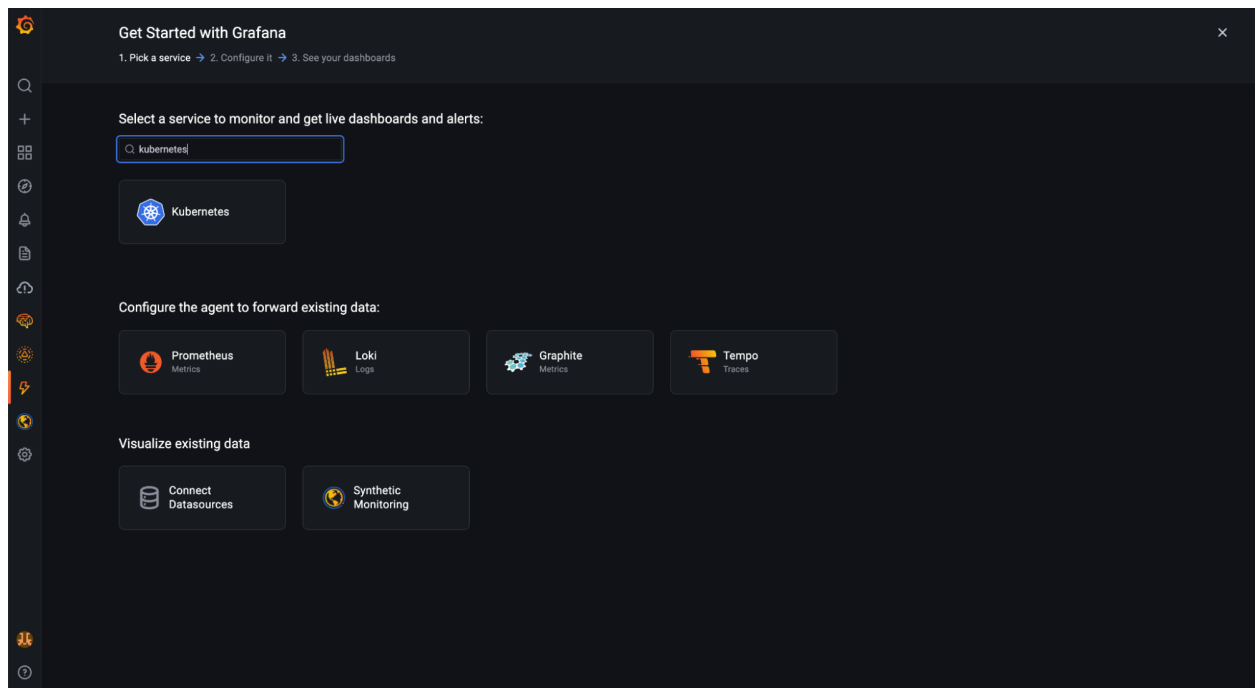 Get Started with Grafana
1. Pick a service → 2. Configure it → 3. See your dashboards
Select a service to monitor and get live dashboards and alerts:
kubernetes
Kubernetes
Configure the agent to forward existing data:
Prometheus
Metrics
Loki
Logs
Graphite
Metrics
Tempo
Traces
Visualize existing data
Connect
Datasources
Synthetic
Monitoring